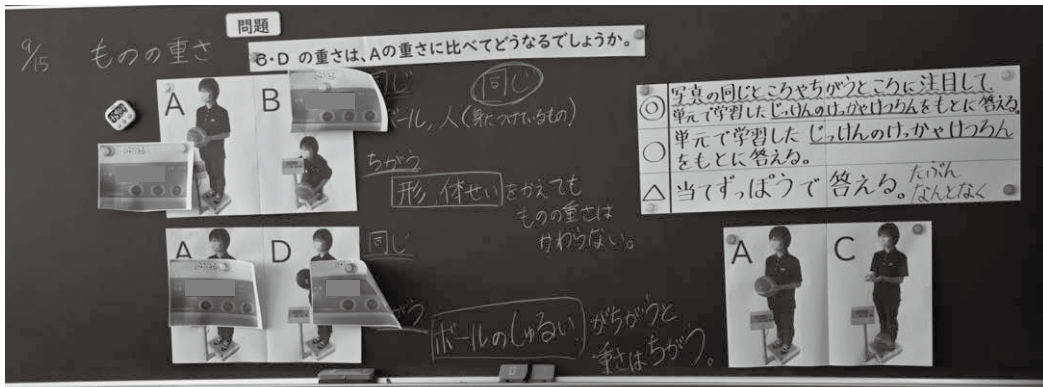 9/15
ものの重さ
問題
B・D の重さは、Aの重さに比べてどうなるでしょうか。
A
B
同じ
同じ
ボール,人(身につけているもの)
ちがう
形、体せいをかえても
ものの重さは
かわらない。
A
D
同じ
ちがう
ボールのしゅるい がちがうと
重さはちがう。
◎ 写真の同じところやちがうところに注目して、
単元で学習したじっけんのけっかやけつろんをもとに答える。
○ 単元で学習した じっけんのけっかやけつろん
をもとに答える。
△ 当てずっぽうで 答える。
たぶん
なんとなく
A
C